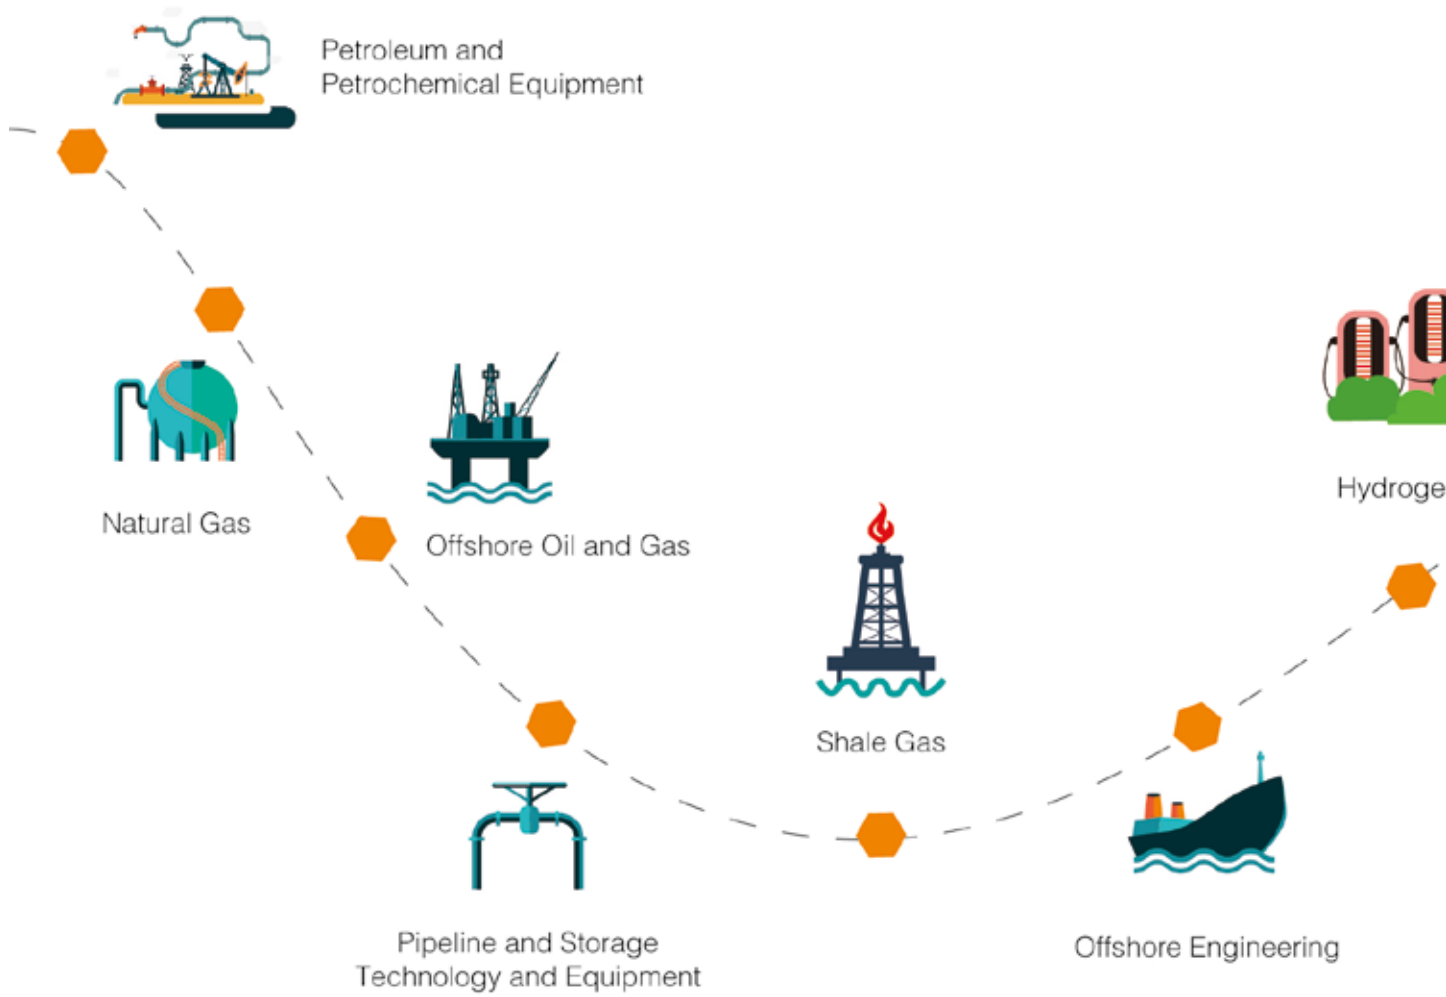 Petroleum and
Petrochemical Equipment
Natural Gas
Offshore Oil and Gas
Hydroge
Shale Gas
Pipeline and Storage
Technology and Equipment
Offshore Engineering